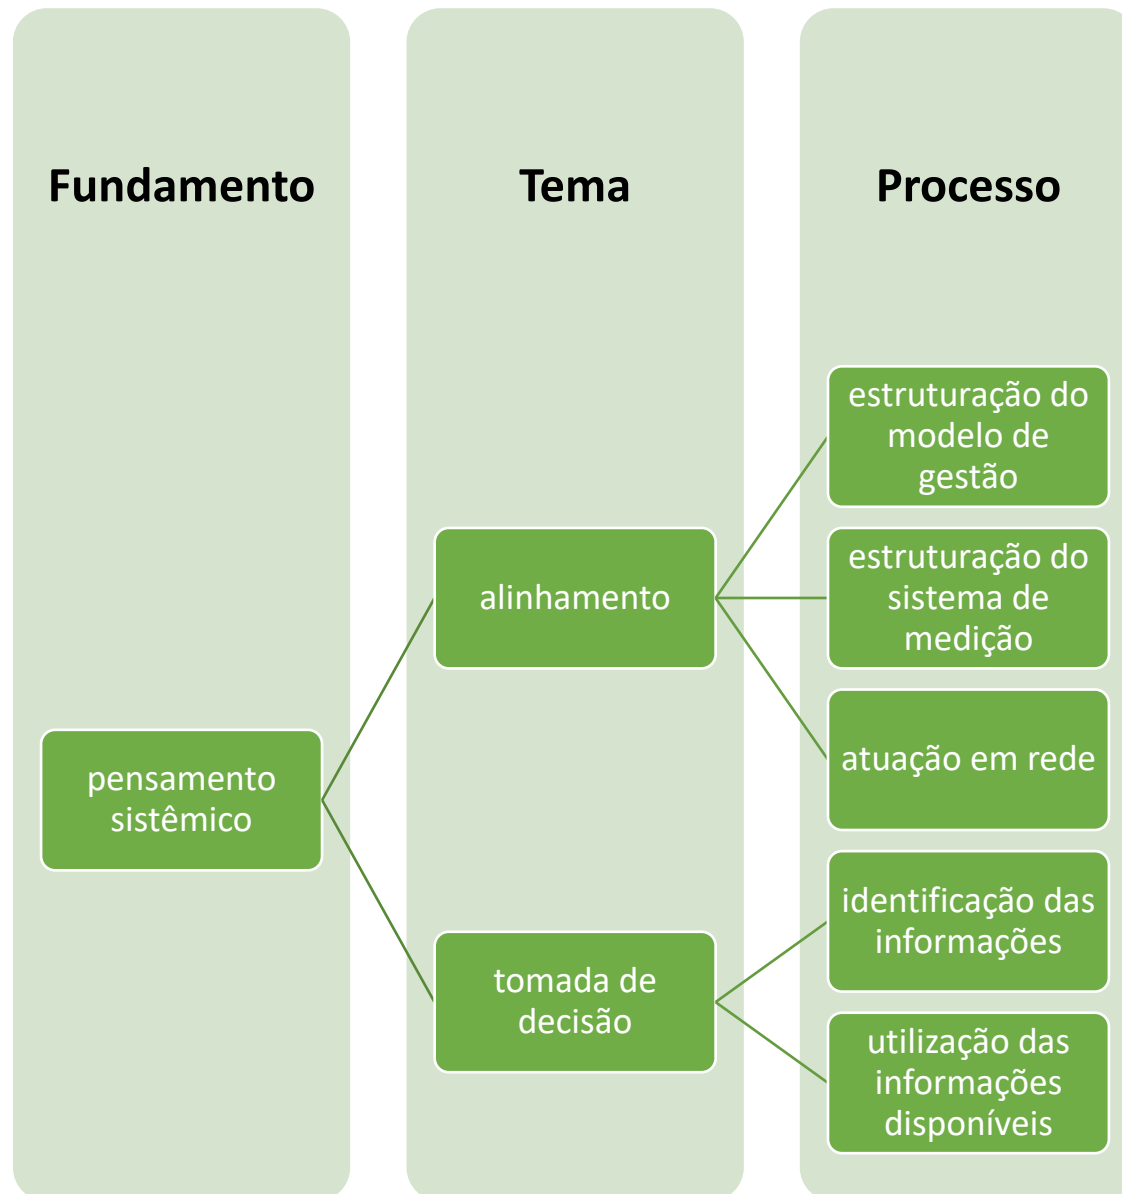 Fundamento
Tema
Processo
pensamento
sistêmico
alinhamento
tomada de
decisão
estruturação do
modelo de
gestão
estruturação do
sistema de
medição
atuação em rede
identificação das
informações
utilização das
informações
disponíveis